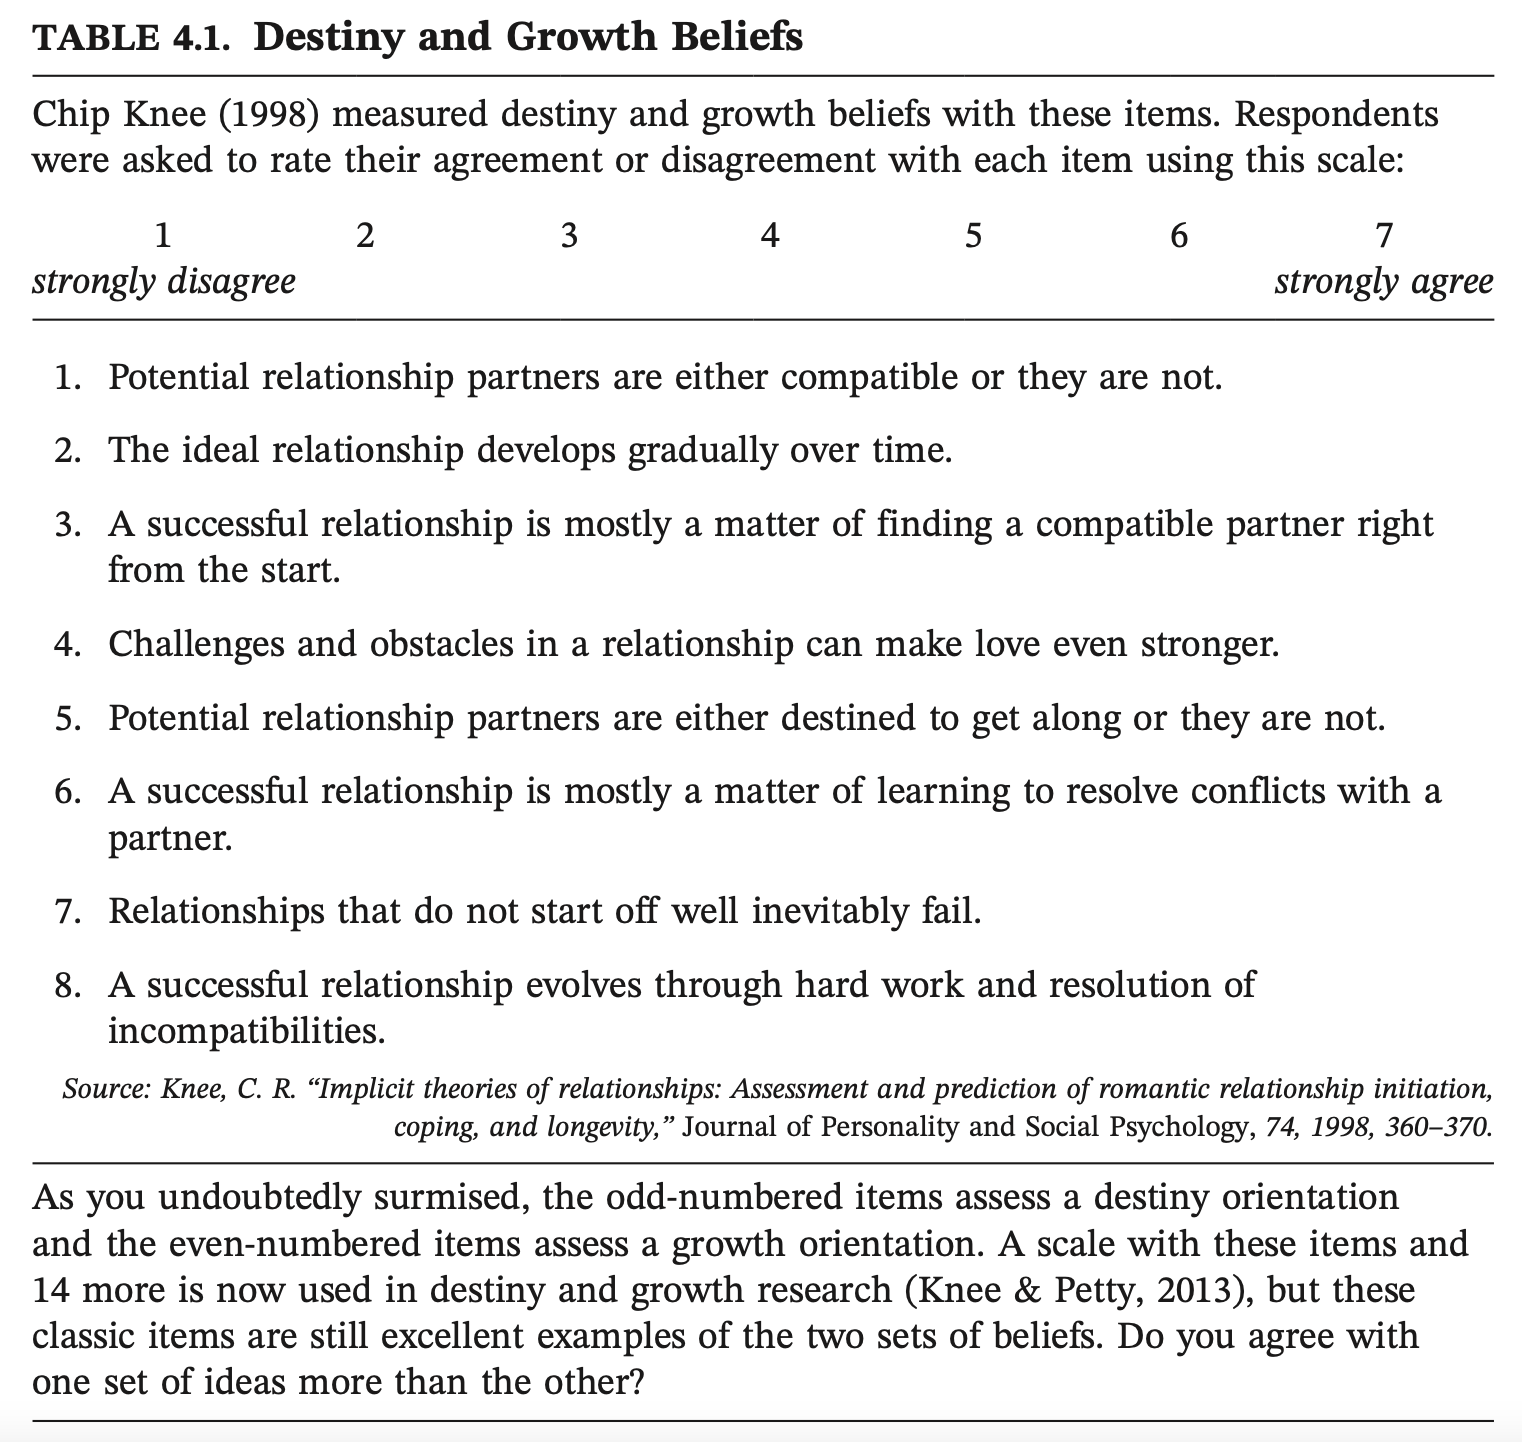 TABLE 4.1. Destiny and Growth Beliefs
Chip Knee (1998) measured destiny and growth beliefs with these items. Respondents
were asked to rate their agreement or disagreement with each item using this scale:
1 2 3 4 5 6 7
strongly disagree strongly agree
1. Potential relationship partners are either compatible or they are not.
2. The ideal relationship develops gradually over time.
3. A successful relationship is mostly a matter of finding a compatible partner right
from the start.
4. Challenges and obstacles in a relationship can make love even stronger.
5. Potential relationship partners are either destined to get along or they are not.
6. A successful relationship is mostly a matter of learning to resolve conflicts with a
partner.
7. Relationships that do not start off well inevitably fail.
8. A successful relationship evolves through hard work and resolution of
incompatibilities.
Source: Knee, C. R. “Implicit theories of relationships: Assessment and prediction of romantic relationship initiation,
coping, and longevity,” Journal of Personality and Social Psychology, 74, 1998, 360–370.
As you undoubtedly surmised, the odd-numbered items assess a destiny orientation
and the even-numbered items assess a growth orientation. A scale with these items and
14 more is now used in destiny and growth research (Knee & Petty, 2013), but these
classic items are still excellent examples of the two sets of beliefs. Do you agree with
one set of ideas more than the other?